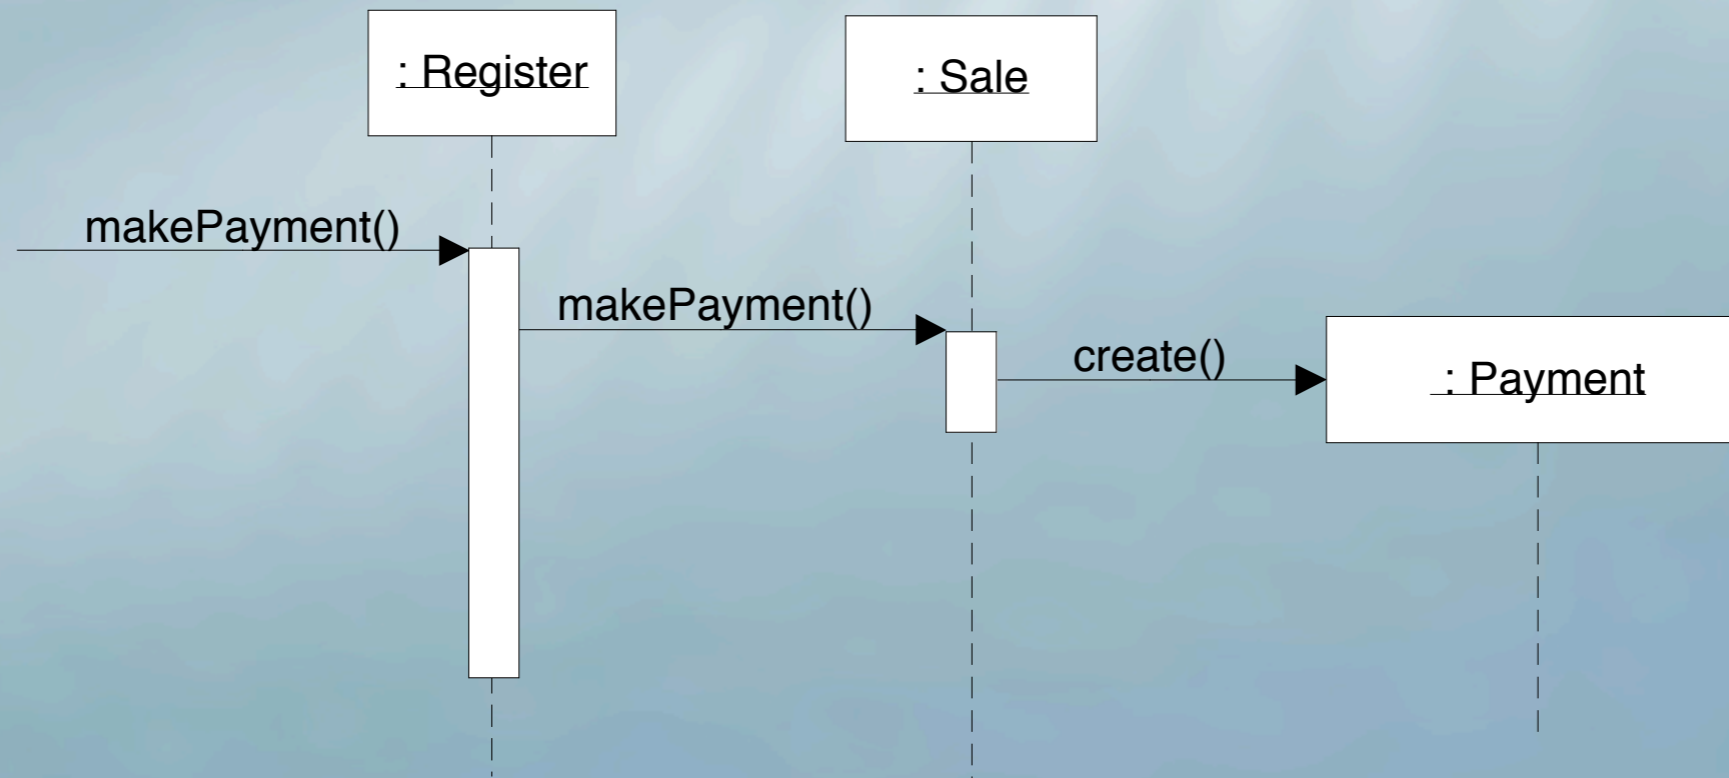 : Register
: Sale
makePayment()
makePayment()
create()
: Payment